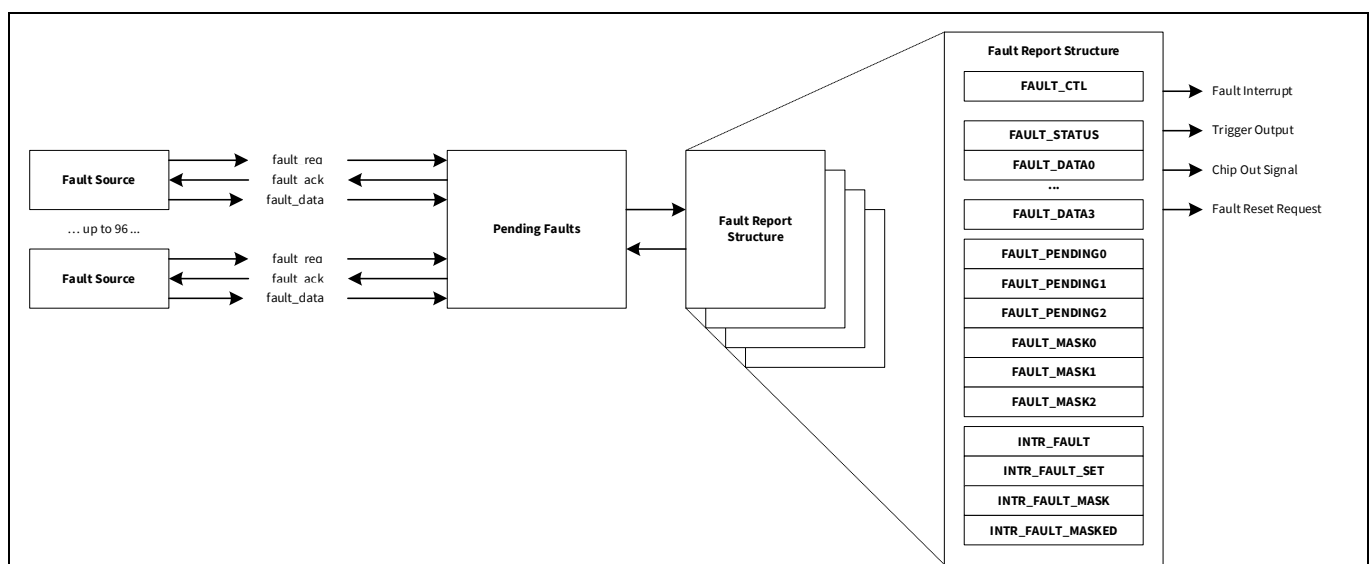 Fault Report Structure
FAULT_CTL
Fault Interrupt
FAULT_STATUS
Trigger Output
Fault Source
fault_req
fault_ack
fault_data
FAULT_DATA0
Chip Out Signal
...
FAULT_DATA3
Fault Reset Request
... up to 96 ...
Pending Faults
Fault Report
Structure
Fault Source
fault_req
fault_ack
fault_data
FAULT_PENDING0
FAULT_PENDING1
FAULT_PENDING2
FAULT_MASK0
FAULT_MASK1
FAULT_MASK2
INTR_FAULT
INTR_FAULT_SET
INTR_FAULT_MASK
INTR_FAULT_MASKED